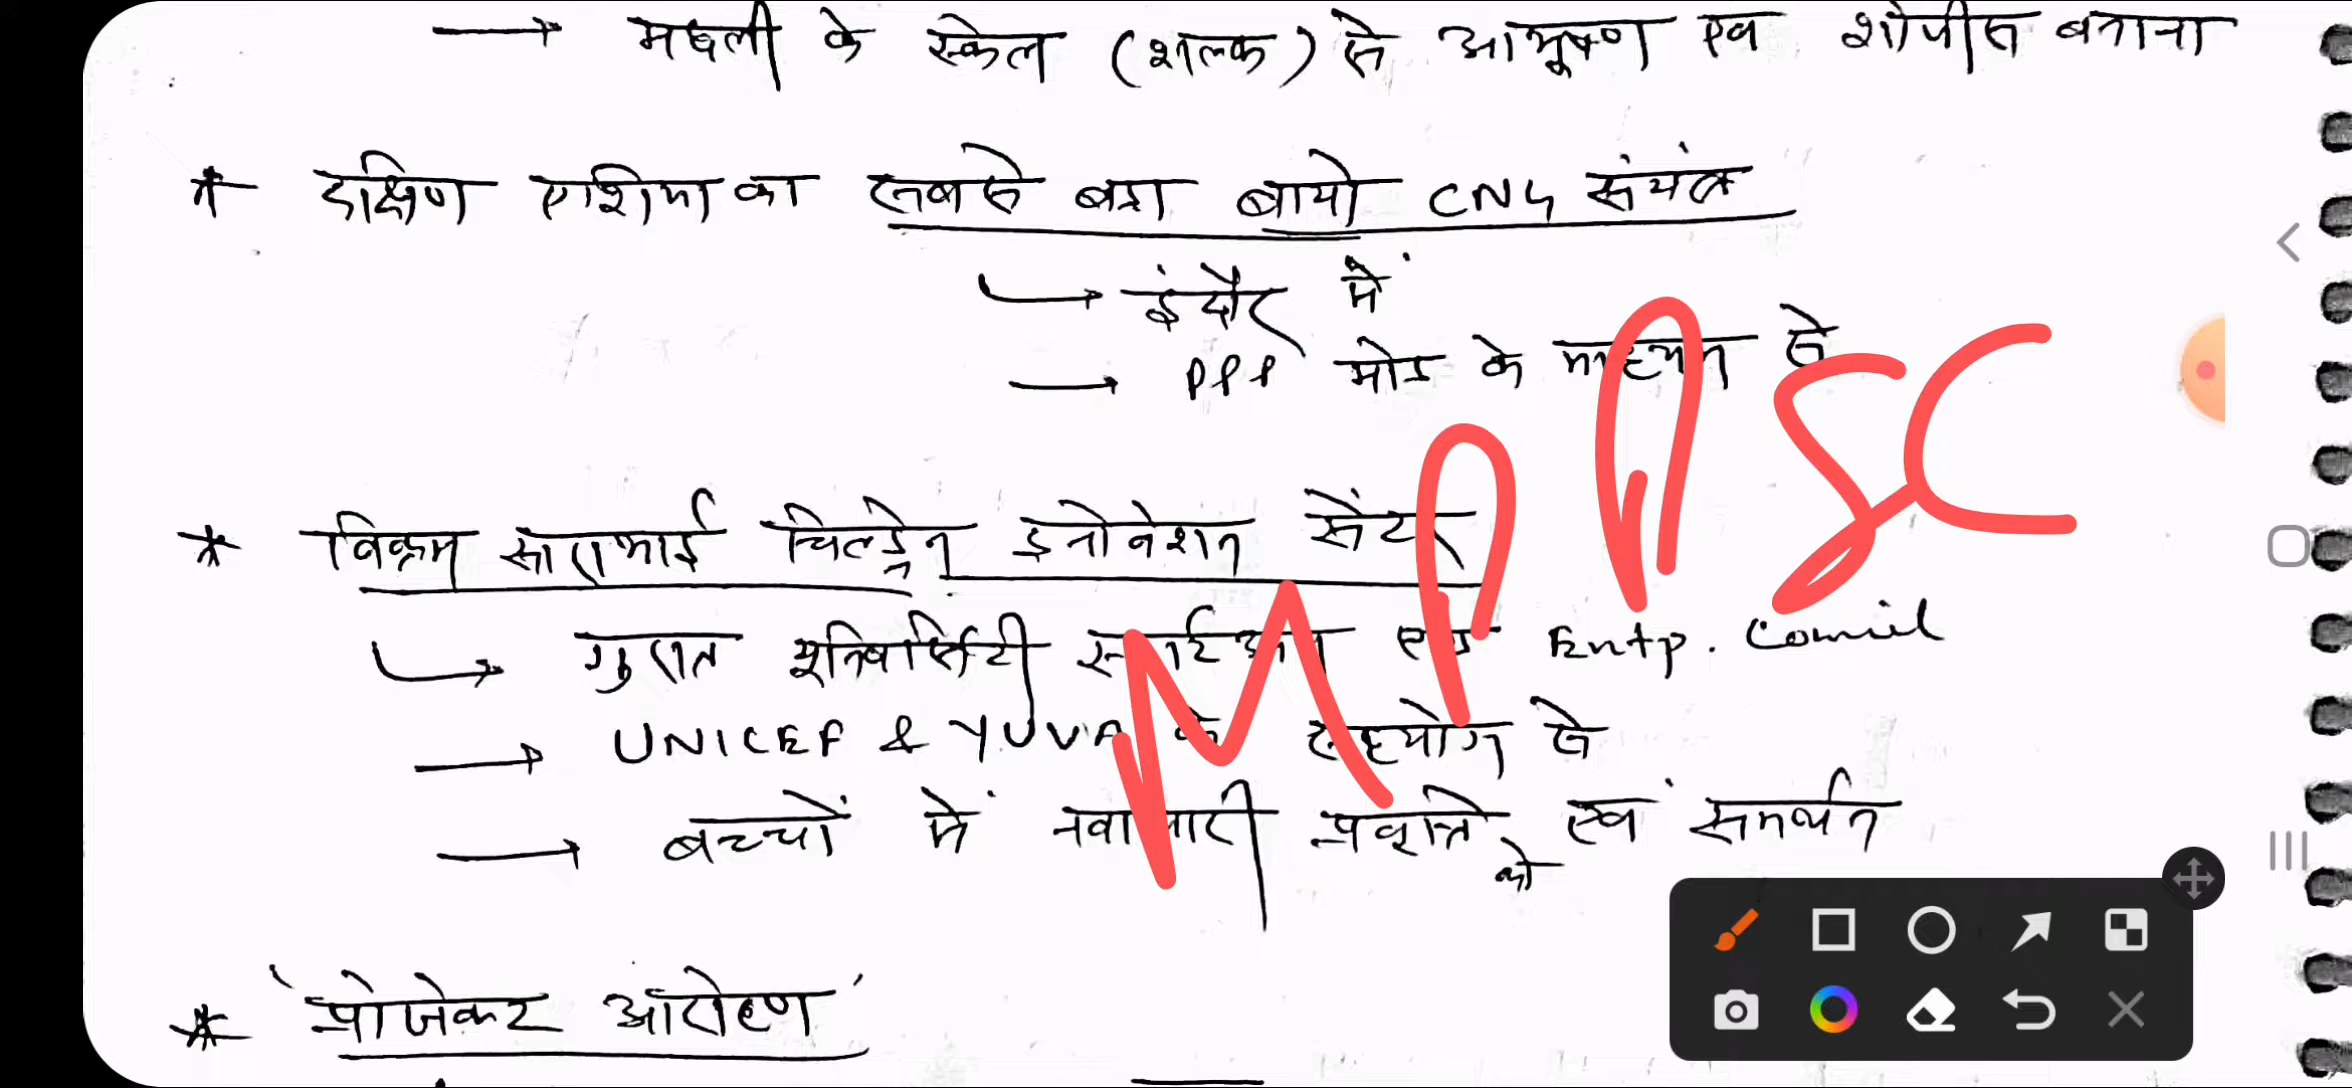 → मछली के स्केल (शल्क) से आभूषण एव शोपीस बनाना
* दक्षिण एशिया का सबसे बडा बायो CNG संयंत्र
→ इंदौर में
→ PPP मोड के माध्यम से
* विक्रम साराभाई चिल्ड्रेन इनोवेशन सेंटर
→ गुजरात यूनिवर्सिटी स्टार्टअप एण्ड Entp. Council
→ UNICEF & YUVA के सहयोग से
→ बच्चों में नवाचारी प्रवृत्ति को एवं समर्थन
* 'प्रोजेक्ट आरोहण'
MPPSC